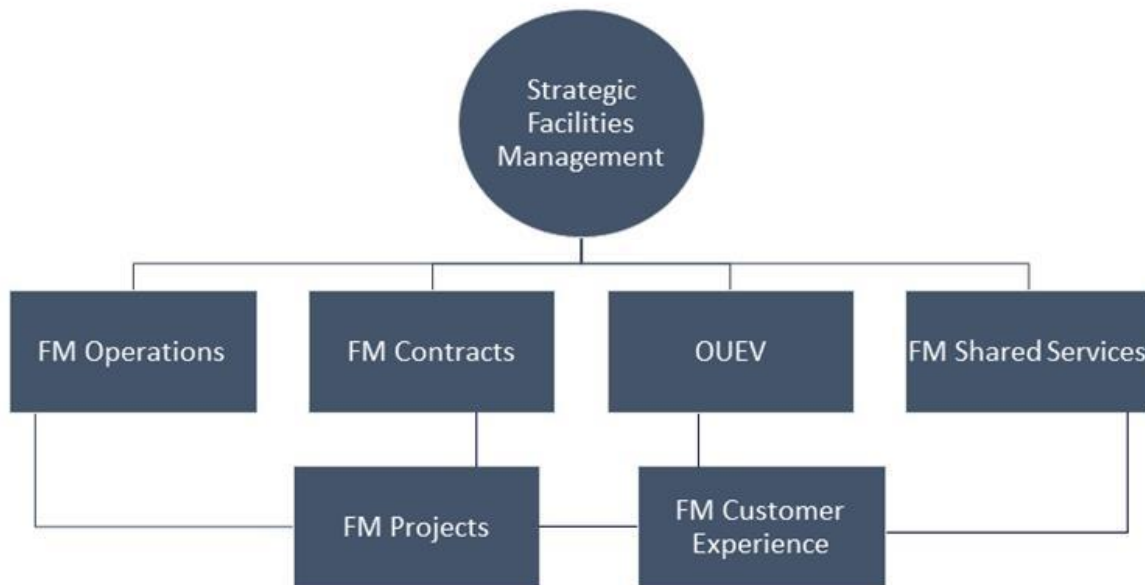 Strategic
Facilities
Management
FM Operations
FM Contracts
OUEV
FM Shared Services
FM Projects
FM Customer
Experience